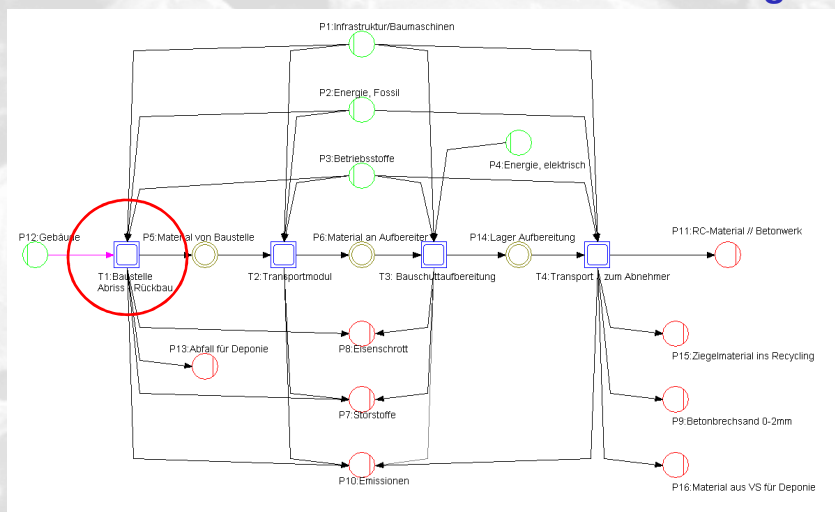 P1:Infrastruktur/Baumaschinen
P2:Energie, Fossil
P3:Betriebsstoffe
P4:Energie, elektrisch
P12:Gebäude
P5:Material von Baustelle
P6:Material an Aufbereiter
P14:Lager Aufbereitung
P11:RC-Material // Betonwerk
T1:Baustelle
Abriss / Rückbau
T2:Transportmodul
T3: Bauschuttaufbereitung
T4:Transport / zum Abnehmer
P13:Abfall für Deponie
P8:Eisenschrott
P15:Ziegelmaterial ins Recycling
P7:Störstoffe
P9:Betonbrechsand 0-2mm
P10:Emissionen
P16:Material aus VS für Deponie